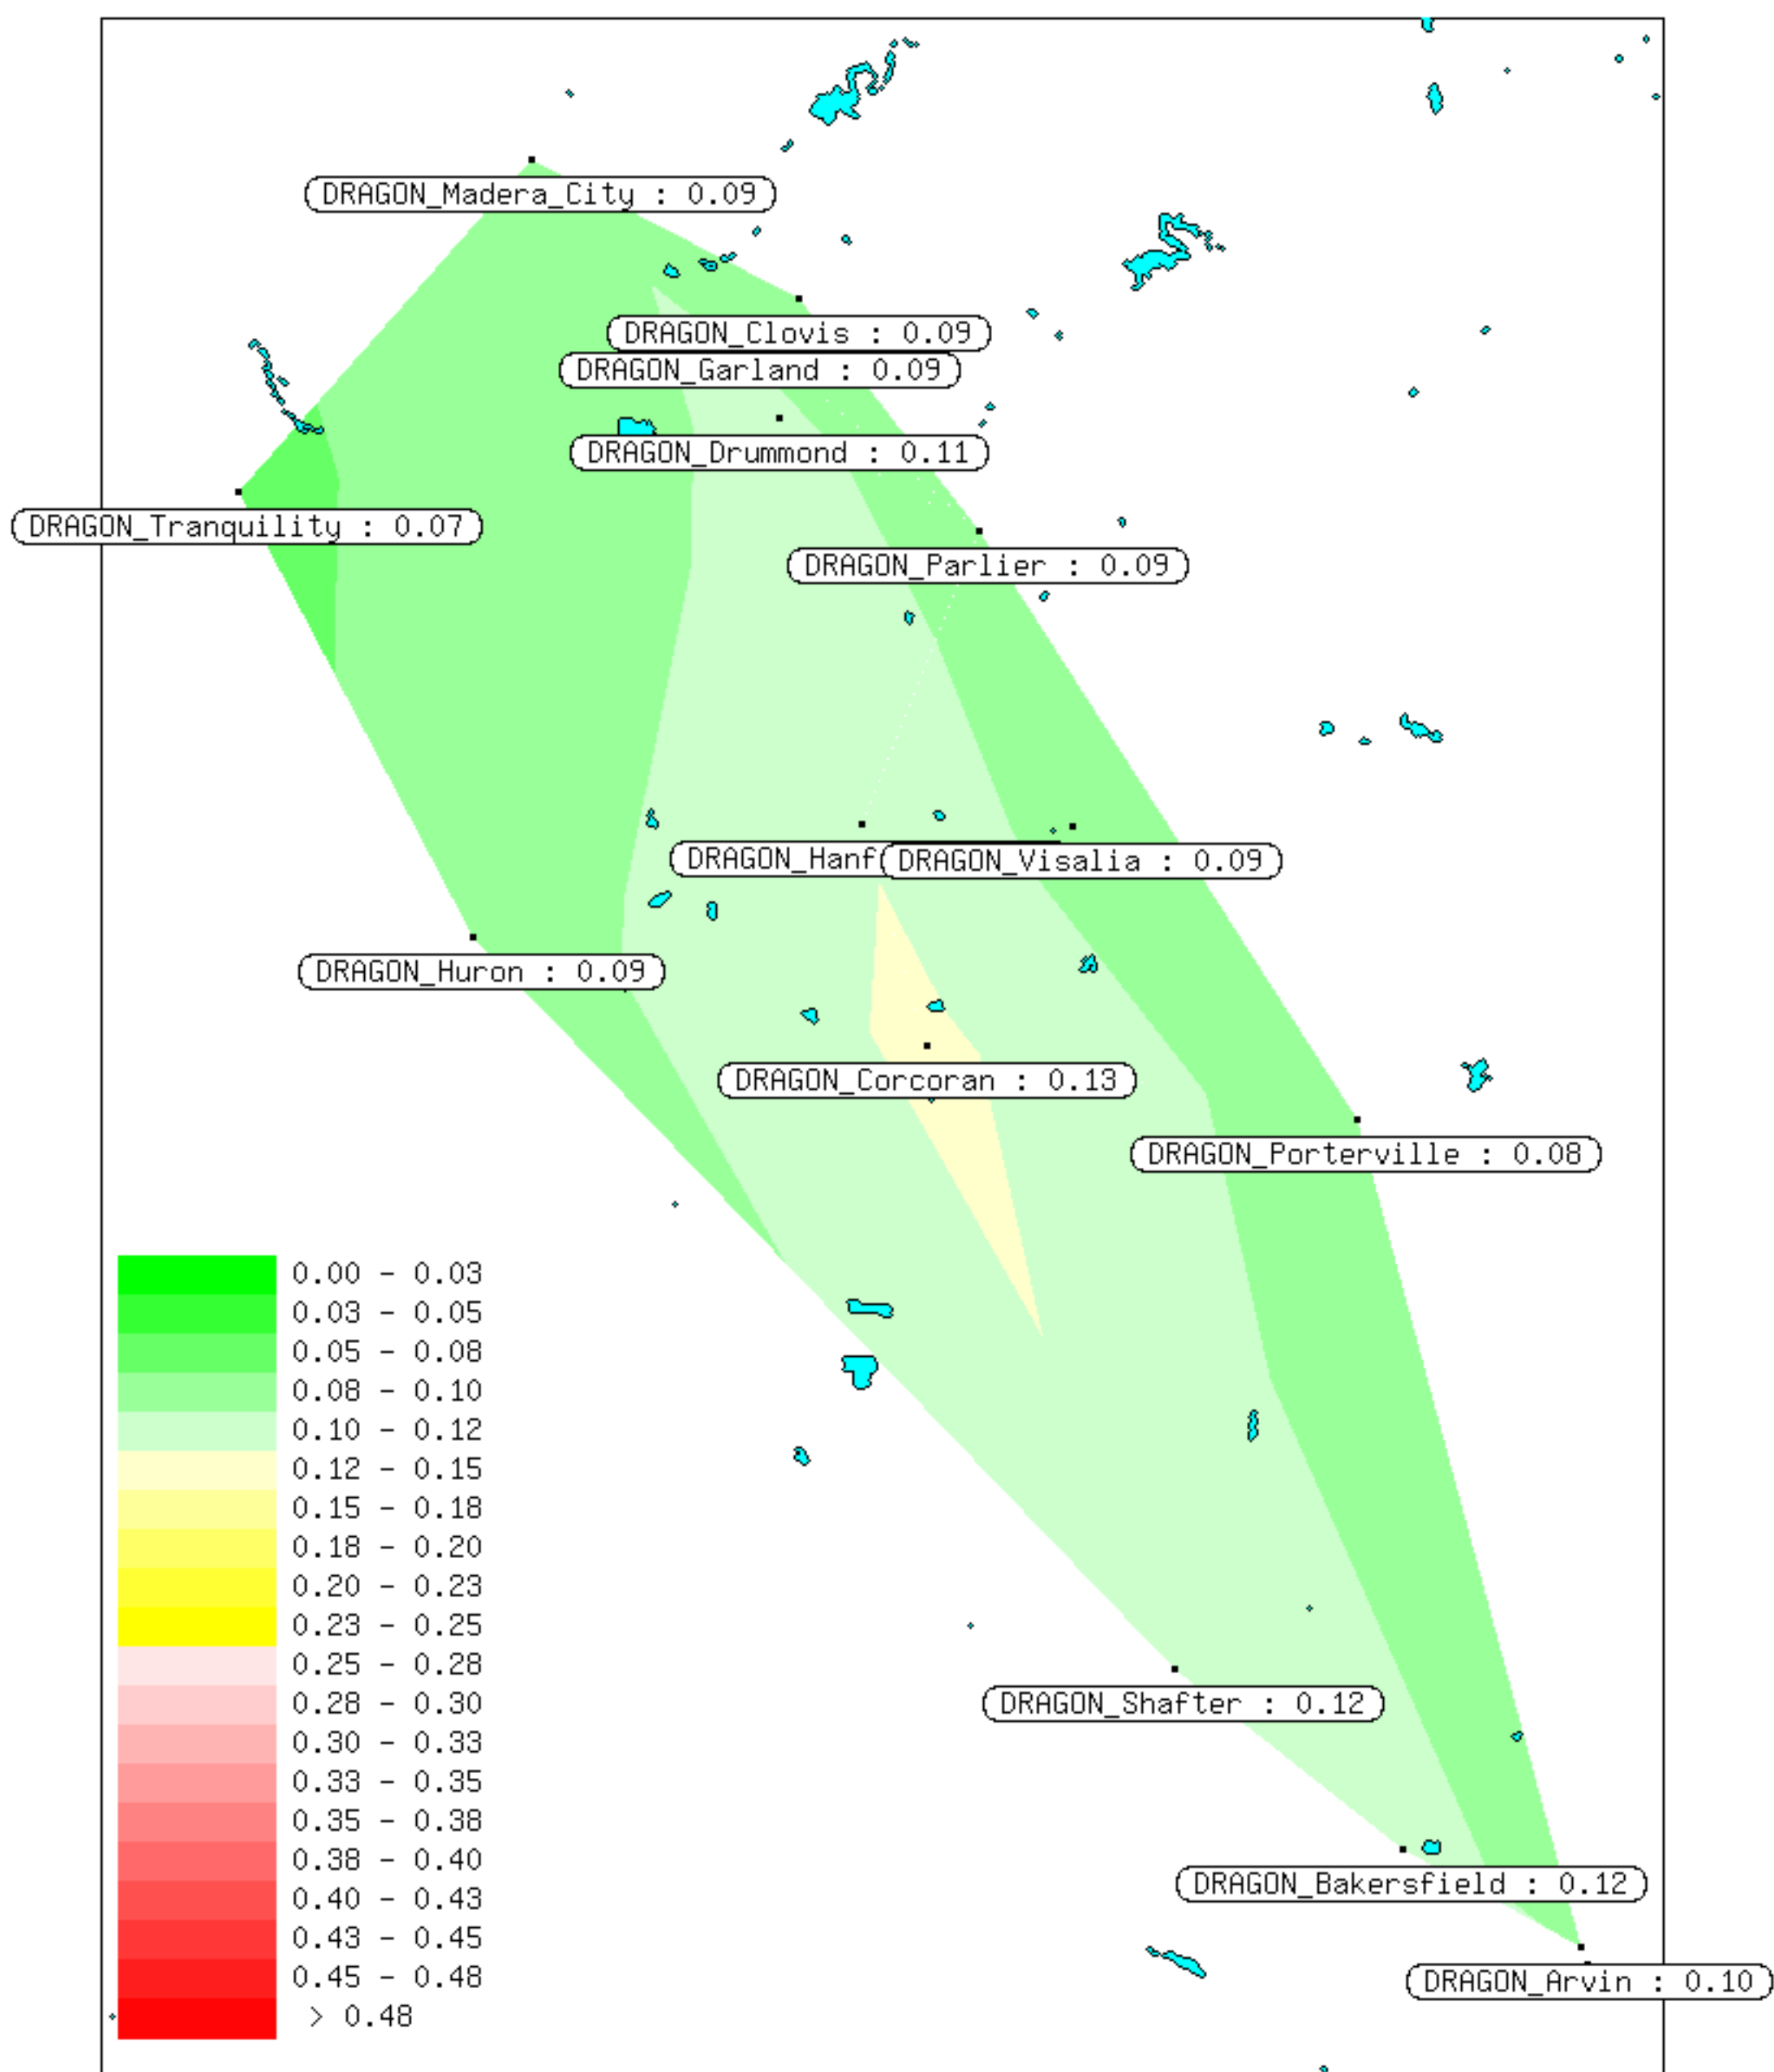 DRAGON_Madera_City : 0.09
DRAGON_Clovis : 0.09
DRAGON_Garland : 0.09
DRAGON_Drummond : 0.11
DRAGON_Tranquility : 0.07
DRAGON_Parlier : 0.09
DRAGON_Hanf
DRAGON_Visalia : 0.09
DRAGON_Huron : 0.09
DRAGON_Corcoran : 0.13
DRAGON_Porterville : 0.08
0.00 - 0.03
0.03 - 0.05
0.05 - 0.08
0.08 - 0.10
0.10 - 0.12
0.12 - 0.15
0.15 - 0.18
0.18 - 0.20
0.20 - 0.23
0.23 - 0.25
0.25 - 0.28
0.28 - 0.30
0.30 - 0.33
0.33 - 0.35
0.35 - 0.38
0.38 - 0.40
0.40 - 0.43
0.43 - 0.45
0.45 - 0.48
> 0.48
DRAGON_Shafter : 0.12
DRAGON_Bakersfield : 0.12
DRAGON_Arvin : 0.10